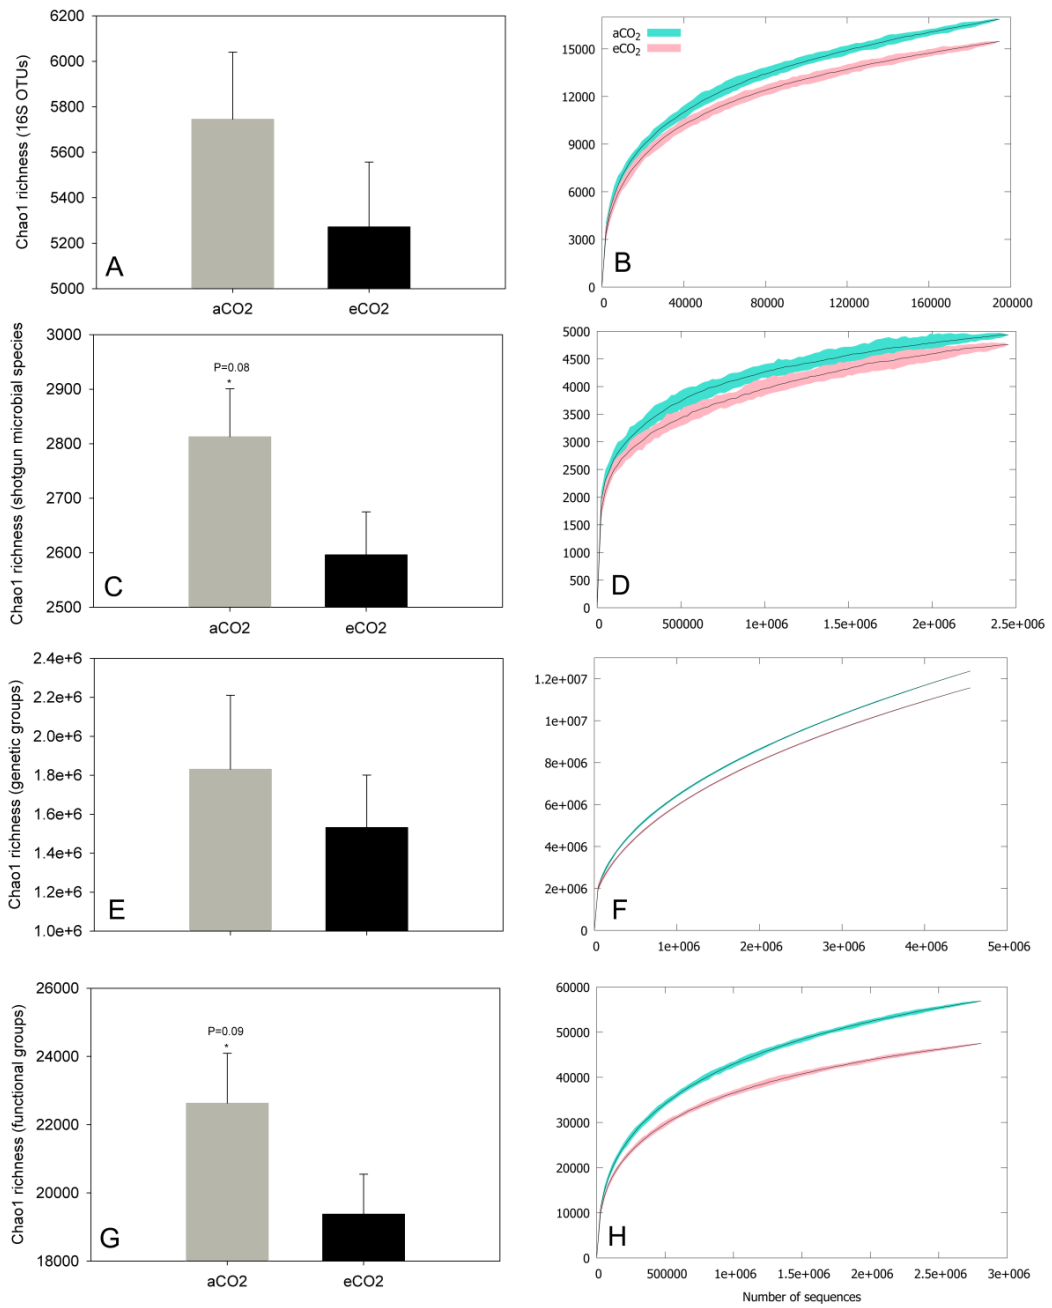 Chao1 richness (16S OTUs)
6200
6000
5800
5600
5400
5200
5000
A
aCO2
eCO2
aCO₂
eCO₂
15000
12000
9000
6000
3000
0
B
0
40000
80000
120000
160000
200000
Chao1 richness (shotgun microbial species
3000
2900
2800
2700
2600
2500
P=0.08
*
C
aCO2
eCO2
5000
4500
4000
3500
3000
2500
2000
1500
1000
500
0
D
0
500000
1e+006
1.5e+006
2e+006
2.5e+006
Chao1 richness (genetic groups)
2.4e+6
2.2e+6
2.0e+6
1.8e+6
1.6e+6
1.4e+6
1.2e+6
1.0e+6
E
1.2e+007
1e+007
8e+006
6e+006
4e+006
2e+006
0
F
0
1e+006
2e+006
3e+006
4e+006
5e+006
Chao1 richness (functional groups)
26000
24000
22000
20000
18000
P=0.09
*
G
aCO2
eCO2
60000
50000
40000
30000
20000
10000
0
H
0
500000
1e+006
1.5e+006
2e+006
2.5e+006
3e+006
Number of sequences